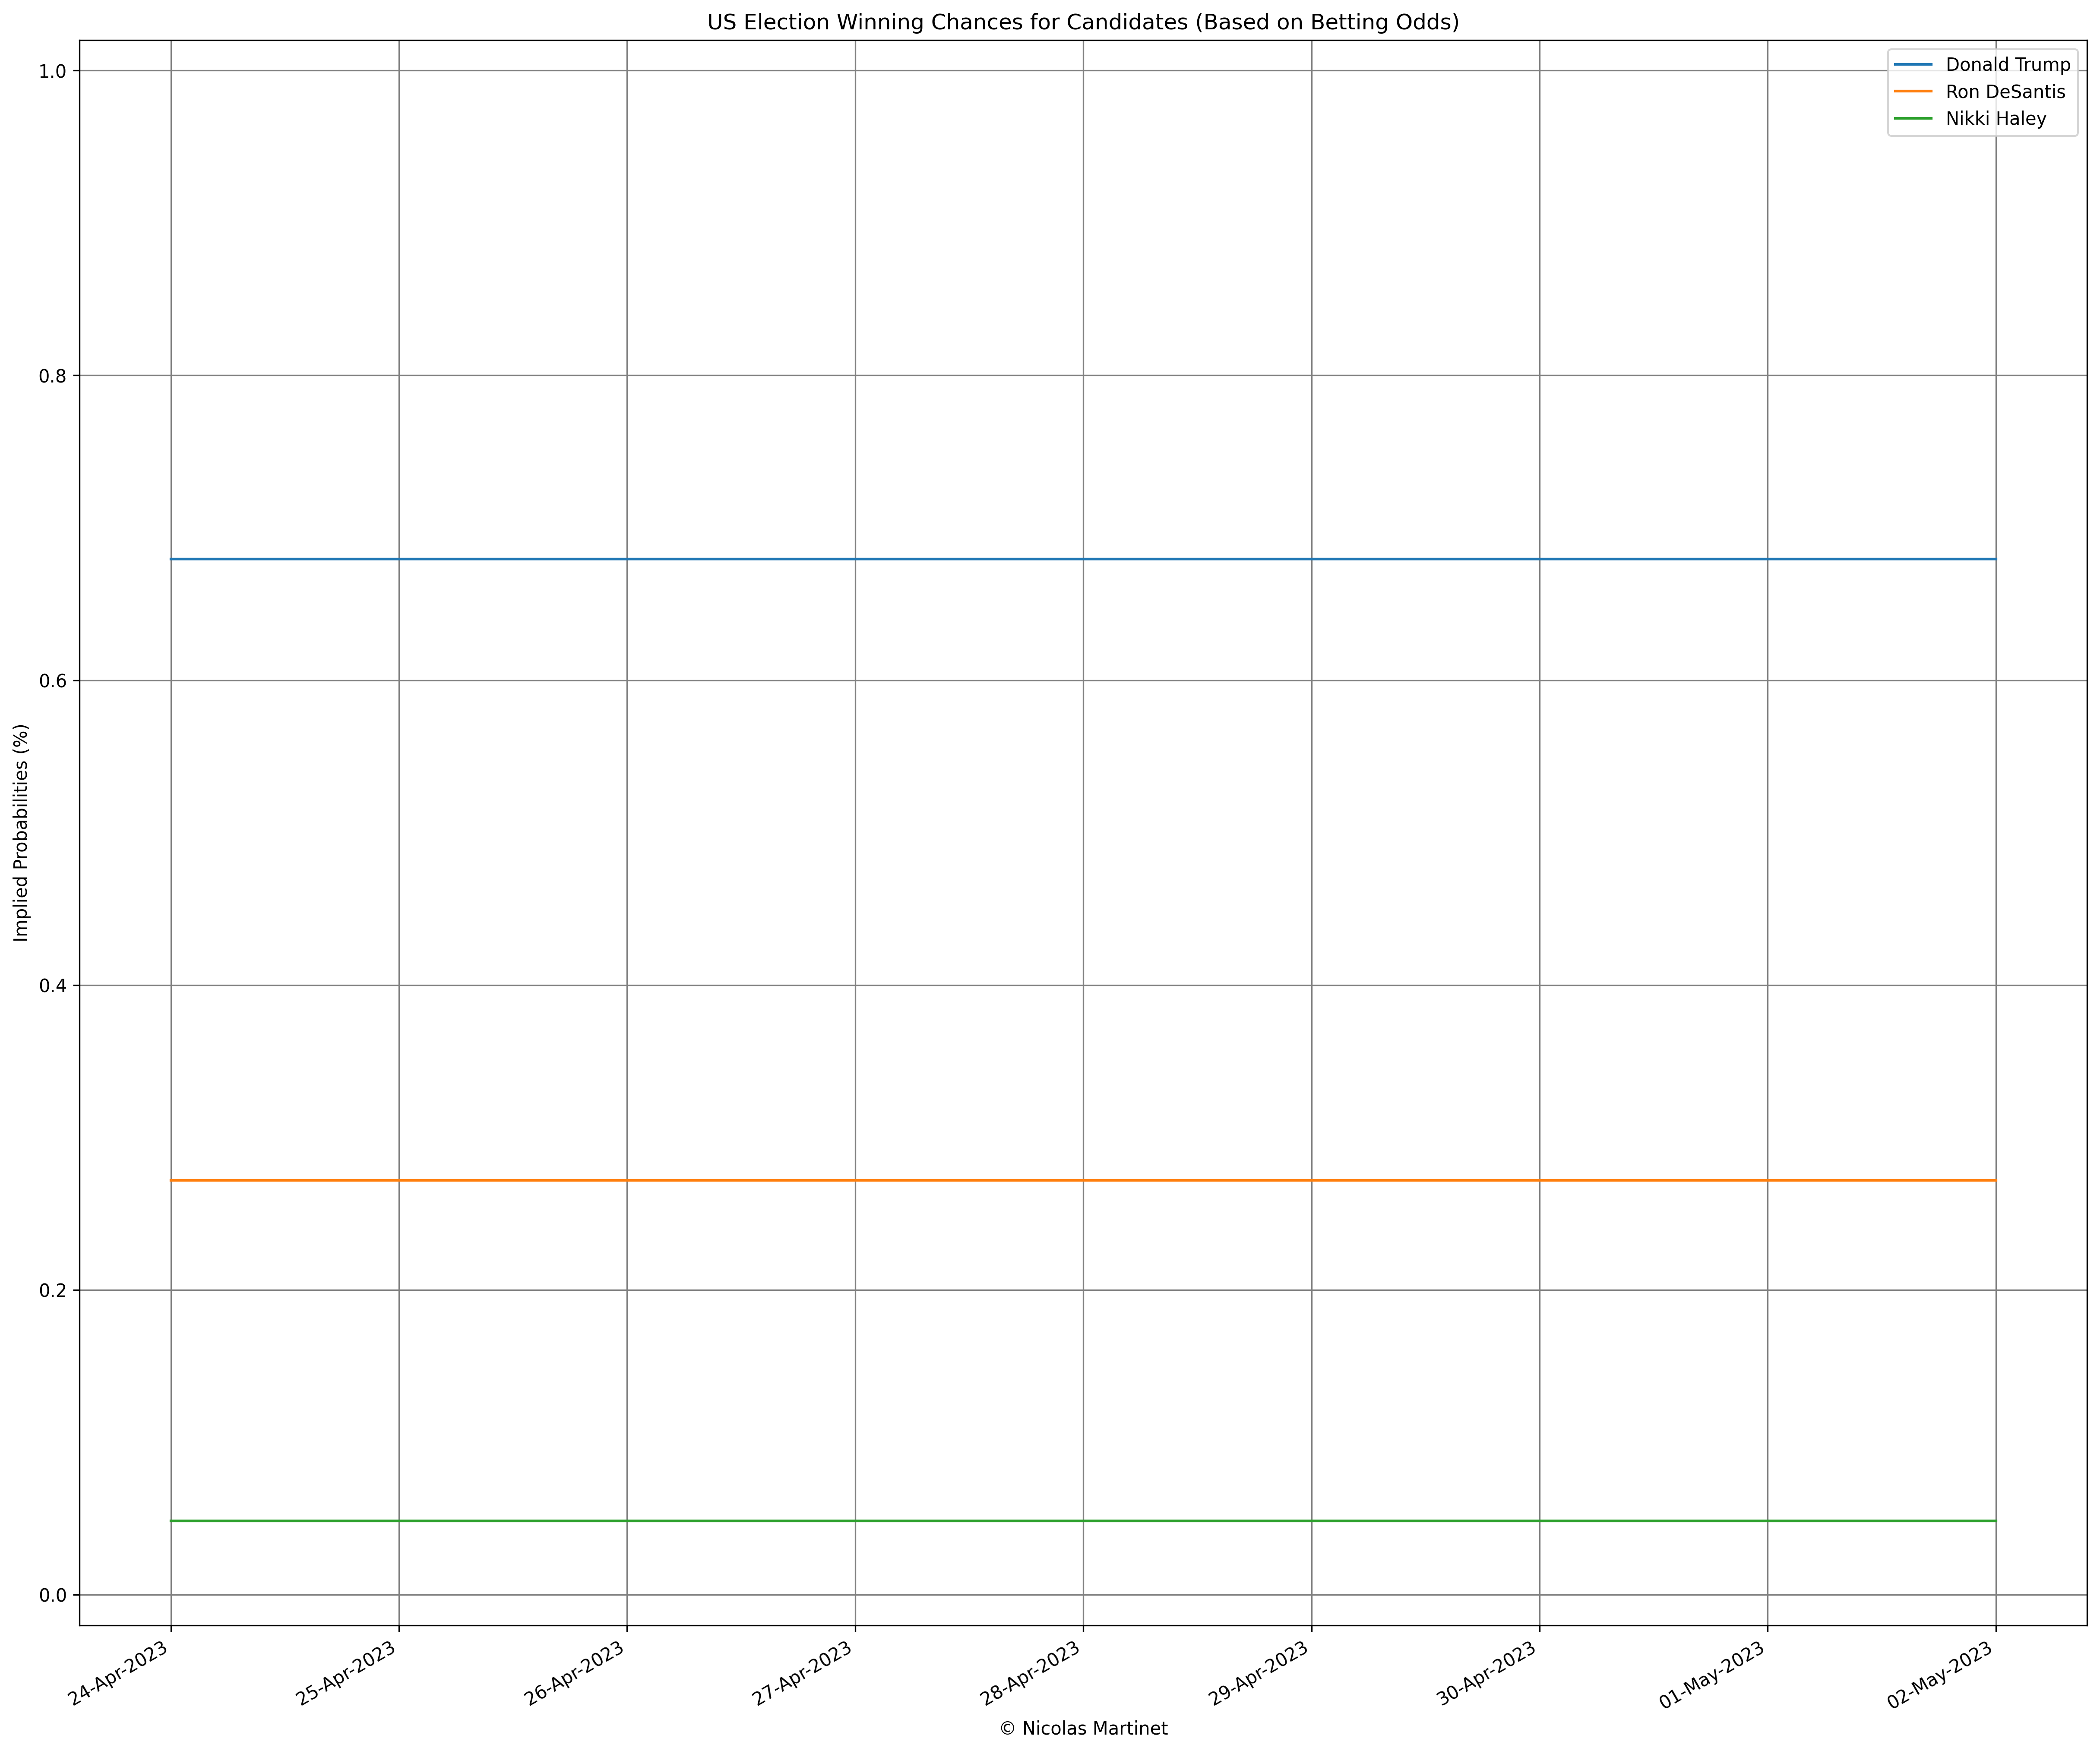 US Election Winning Chances for Candidates (Based on Betting Odds)
Donald Trump
Ron DeSantis
Nikki Haley
Implied Probabilities (%)
1.0
0.8
0.6
0.4
0.2
0.0
24-Apr-2023
25-Apr-2023
26-Apr-2023
27-Apr-2023
28-Apr-2023
29-Apr-2023
30-Apr-2023
01-May-2023
02-May-2023
© Nicolas Martinet